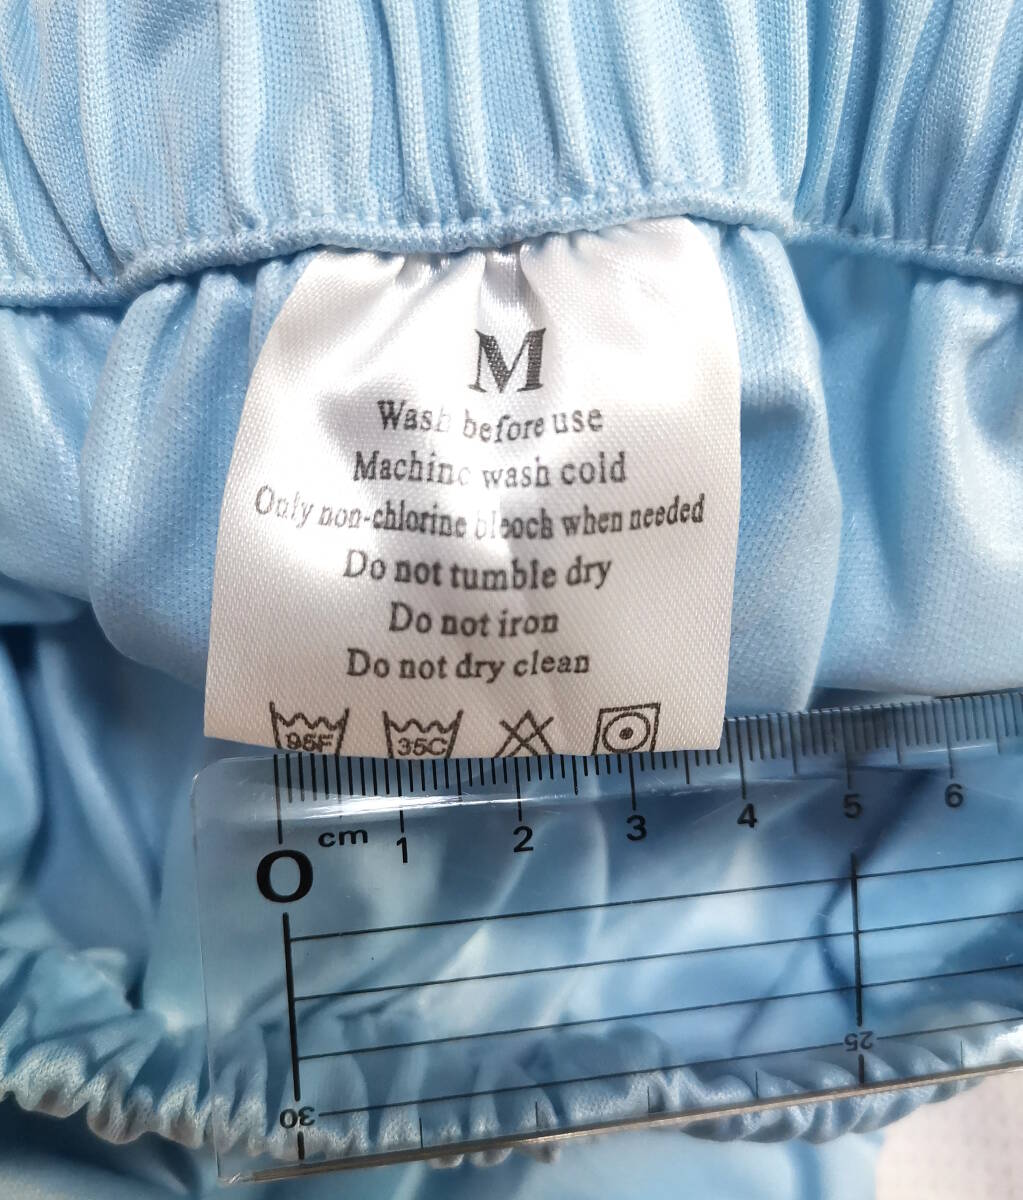 M
Wash before use
Machine wash cold
Only non-chlorine bleach when needed
Do not tumble dry
Do not iron
Do not dry clean
95F 35C
0 cm 1 2 3 4 5 6
25
30